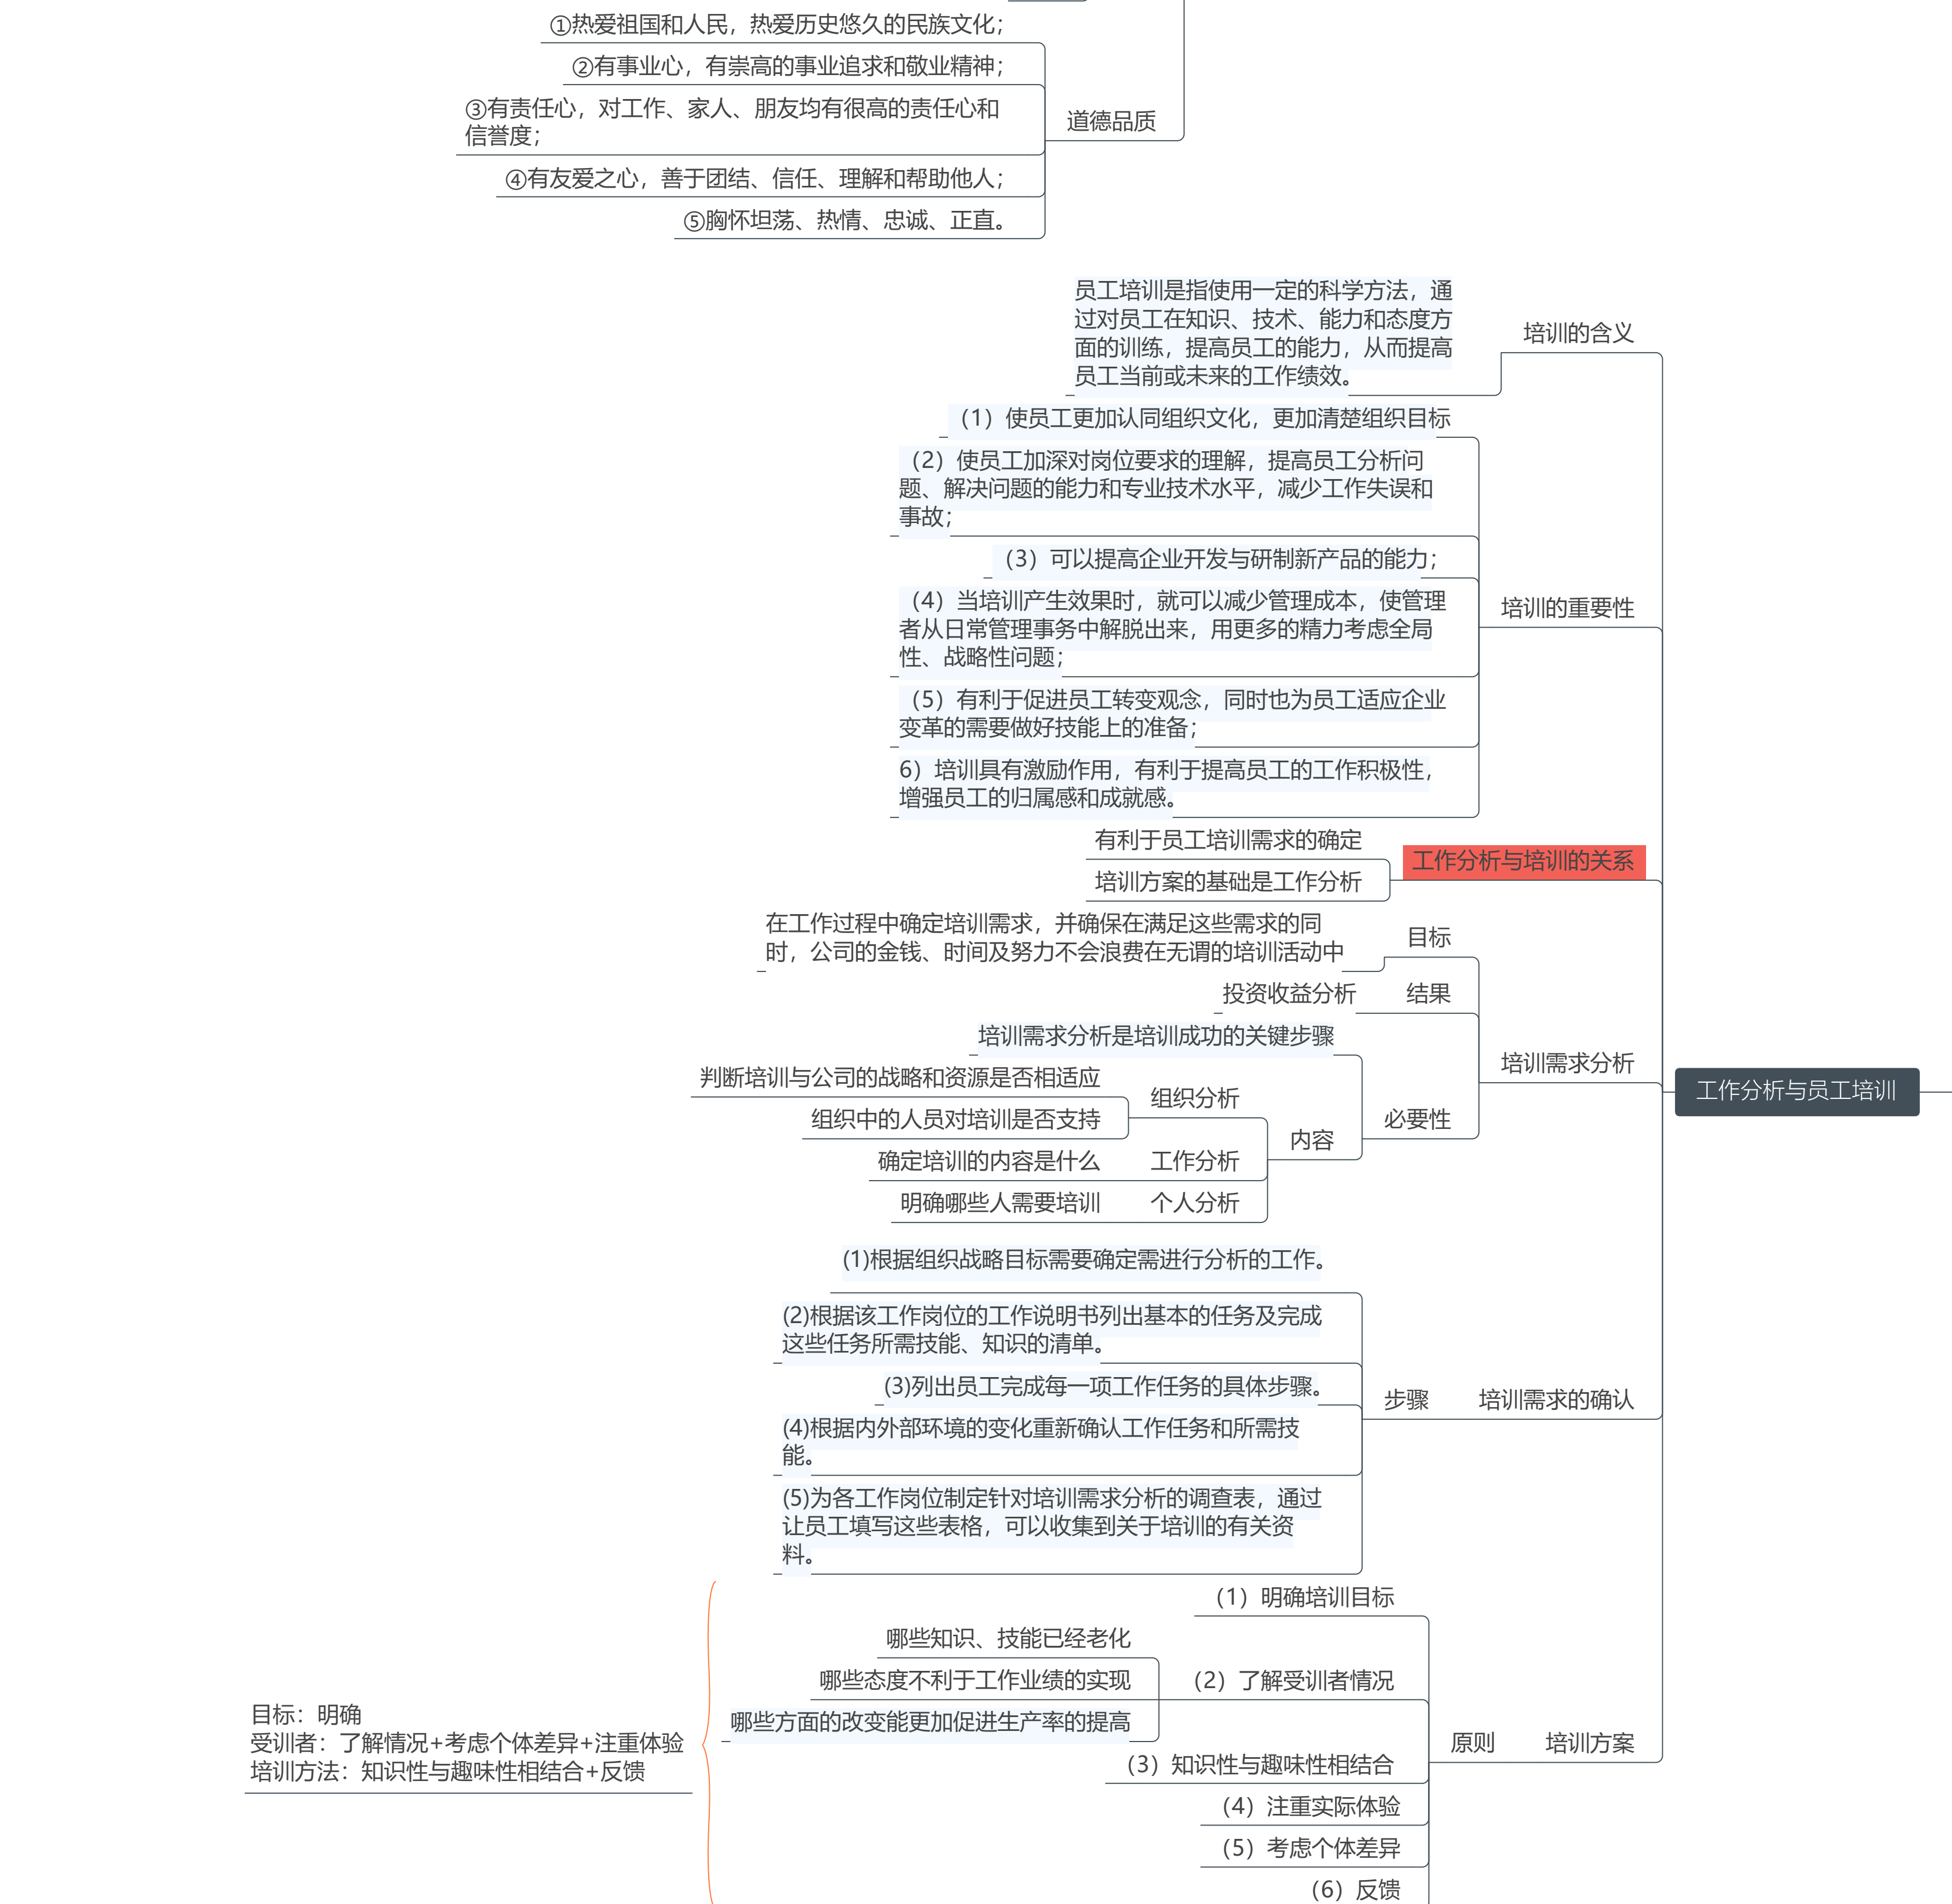 ①热爱祖国和人民，热爱历史悠久的民族文化；
②有事业心，有崇高的事业追求和敬业精神；
③有责任心，对工作、家人、朋友均有很高的责任心和
信誉度；
④有友爱之心，善于团结、信任、理解和帮助他人；
⑤胸怀坦荡、热情、忠诚、正直。
道德品质
工作分析与员工培训
培训的含义
员工培训是指使用一定的科学方法，通
过对员工在知识、技术、能力和态度方
面的训练，提高员工的能力，从而提高
员工当前或未来的工作绩效。
培训的重要性
（1）使员工更加认同组织文化，更加清楚组织目标
（2）使员工加深对岗位要求的理解，提高员工分析问
题、解决问题的能力和专业技术水平，减少工作失误和
事故；
（3）可以提高企业开发与研制新产品的能力；
（4）当培训产生效果时，就可以减少管理成本，使管理
者从日常管理事务中解脱出来，用更多的精力考虑全局
性、战略性问题；
（5）有利于促进员工转变观念，同时也为员工适应企业
变革的需要做好技能上的准备；
6）培训具有激励作用，有利于提高员工的工作积极性，
增强员工的归属感和成就感。
工作分析与培训的关系
有利于员工培训需求的确定
培训方案的基础是工作分析
培训需求分析
目标
在工作过程中确定培训需求，并确保在满足这些需求的同
时，公司的金钱、时间及努力不会浪费在无谓的培训活动中
结果
投资收益分析
必要性
培训需求分析是培训成功的关键步骤
内容
组织分析
判断培训与公司的战略和资源是否相适应
组织中的人员对培训是否支持
工作分析
确定培训的内容是什么
个人分析
明确哪些人需要培训
培训需求的确认
步骤
(1)根据组织战略目标需要确定需进行分析的工作。
(2)根据该工作岗位的工作说明书列出基本的任务及完成
这些任务所需技能、知识的清单。
(3)列出员工完成每一项工作任务的具体步骤。
(4)根据内外部环境的变化重新确认工作任务和所需技
能。
(5)为各工作岗位制定针对培训需求分析的调查表，通过
让员工填写这些表格，可以收集到关于培训的有关资
料。
培训方案
原则
（1）明确培训目标
（2）了解受训者情况
哪些知识、技能已经老化
哪些态度不利于工作业绩的实现
哪些方面的改变能更加促进生产率的提高
（3）知识性与趣味性相结合
（4）注重实际体验
（5）考虑个体差异
（6）反馈
目标：明确
受训者：了解情况+考虑个体差异+注重体验
培训方法：知识性与趣味性相结合+反馈